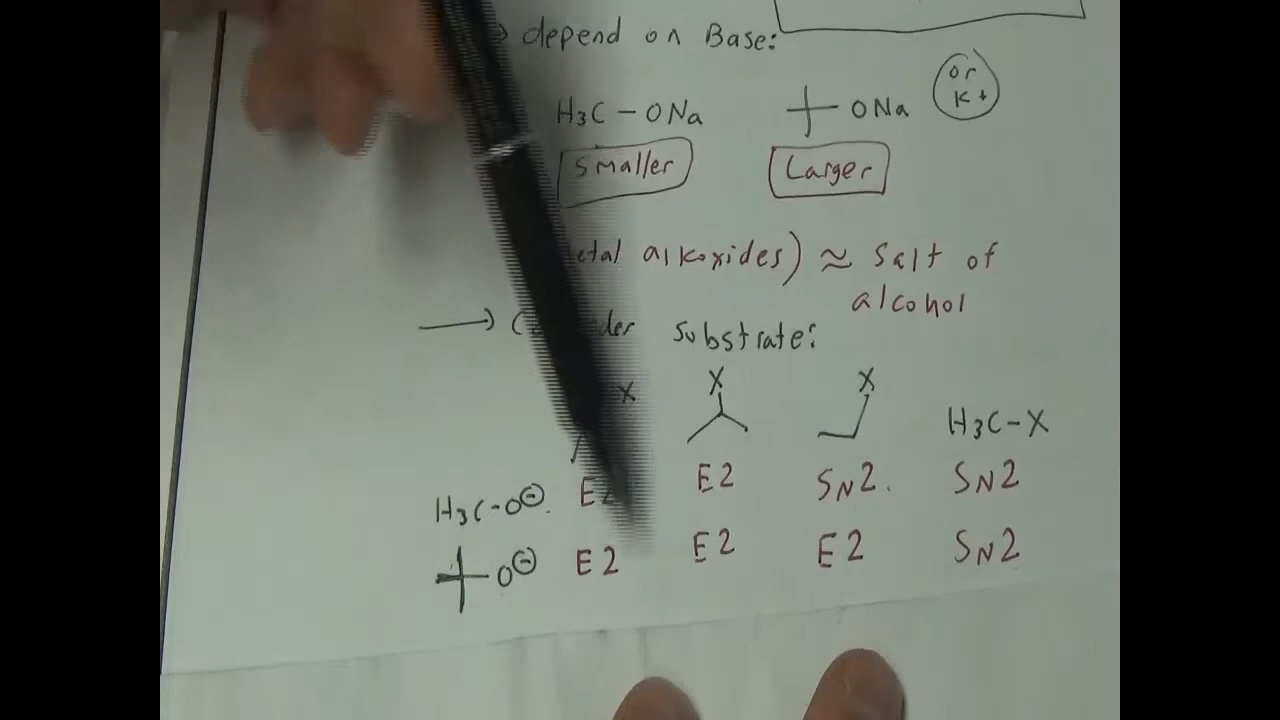 depend on Base:
H3C - ONa ONa or K+
Smaller Larger
alkoxides) ≈ salt of
alcohol
→ substrate:
X X X H3C-X
H3C-O⊖. E2 E2 SN2. SN2
O⊖ E2 E2 E2 SN2